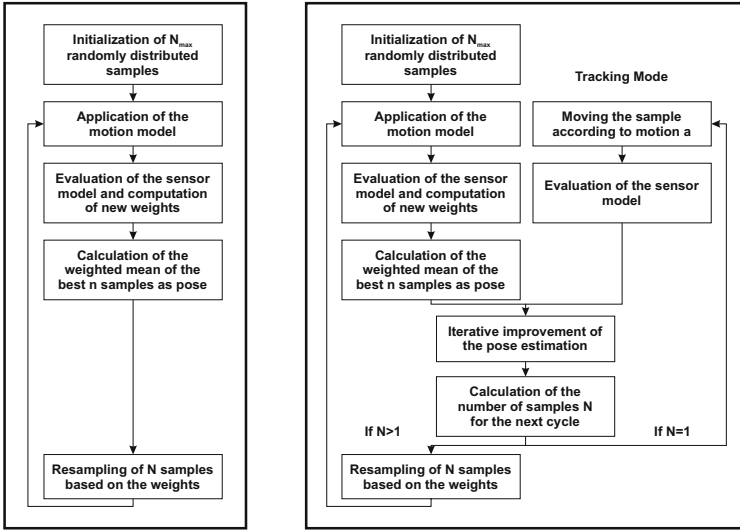 Initialization of Nmax
randomly distributed
samples
Application of the
motion model
Evaluation of the sensor
model and computation
of new weights
Calculation of the
weighted mean of the
best n samples as pose
Resampling of N samples
based on the weights
Initialization of Nmax
randomly distributed
samples
Tracking Mode
Application of the
motion model
Moving the sample
according to motion a
Evaluation of the sensor
model and computation
of new weights
Evaluation of the sensor
model
Calculation of the
weighted mean of the
best n samples as pose
Iterative improvement of
the pose estimation
Calculation of the
number of samples N
for the next cycle
If N>1
If N=1
Resampling of N samples
based on the weights